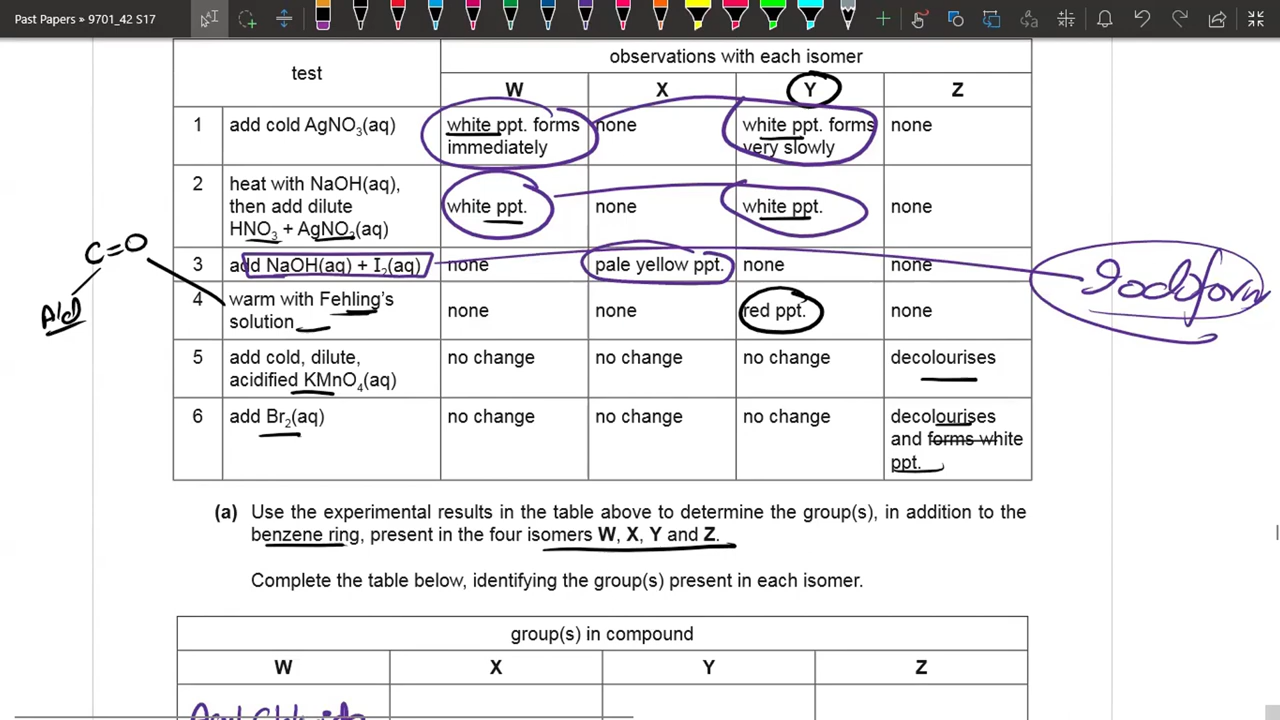 Past Papers » 9701_42 S17
test
observations with each isomer
W X Y Z
1 add cold AgNO3(aq) white ppt. forms immediately none white ppt. forms very slowly none
2 heat with NaOH(aq), then add dilute HNO3 + AgNO3(aq) white ppt. none white ppt. none
3 add NaOH(aq) + I2(aq) none pale yellow ppt. none none
Iodoform
C=O
Ald
4 warm with Fehling's solution none none red ppt. none
5 add cold, dilute, acidified KMnO4(aq) no change no change no change decolourises
6 add Br2(aq) no change no change no change decolourises and forms white ppt.
(a) Use the experimental results in the table above to determine the group(s), in addition to the
benzene ring, present in the four isomers W, X, Y and Z.
Complete the table below, identifying the group(s) present in each isomer.
group(s) in compound
W X Y Z